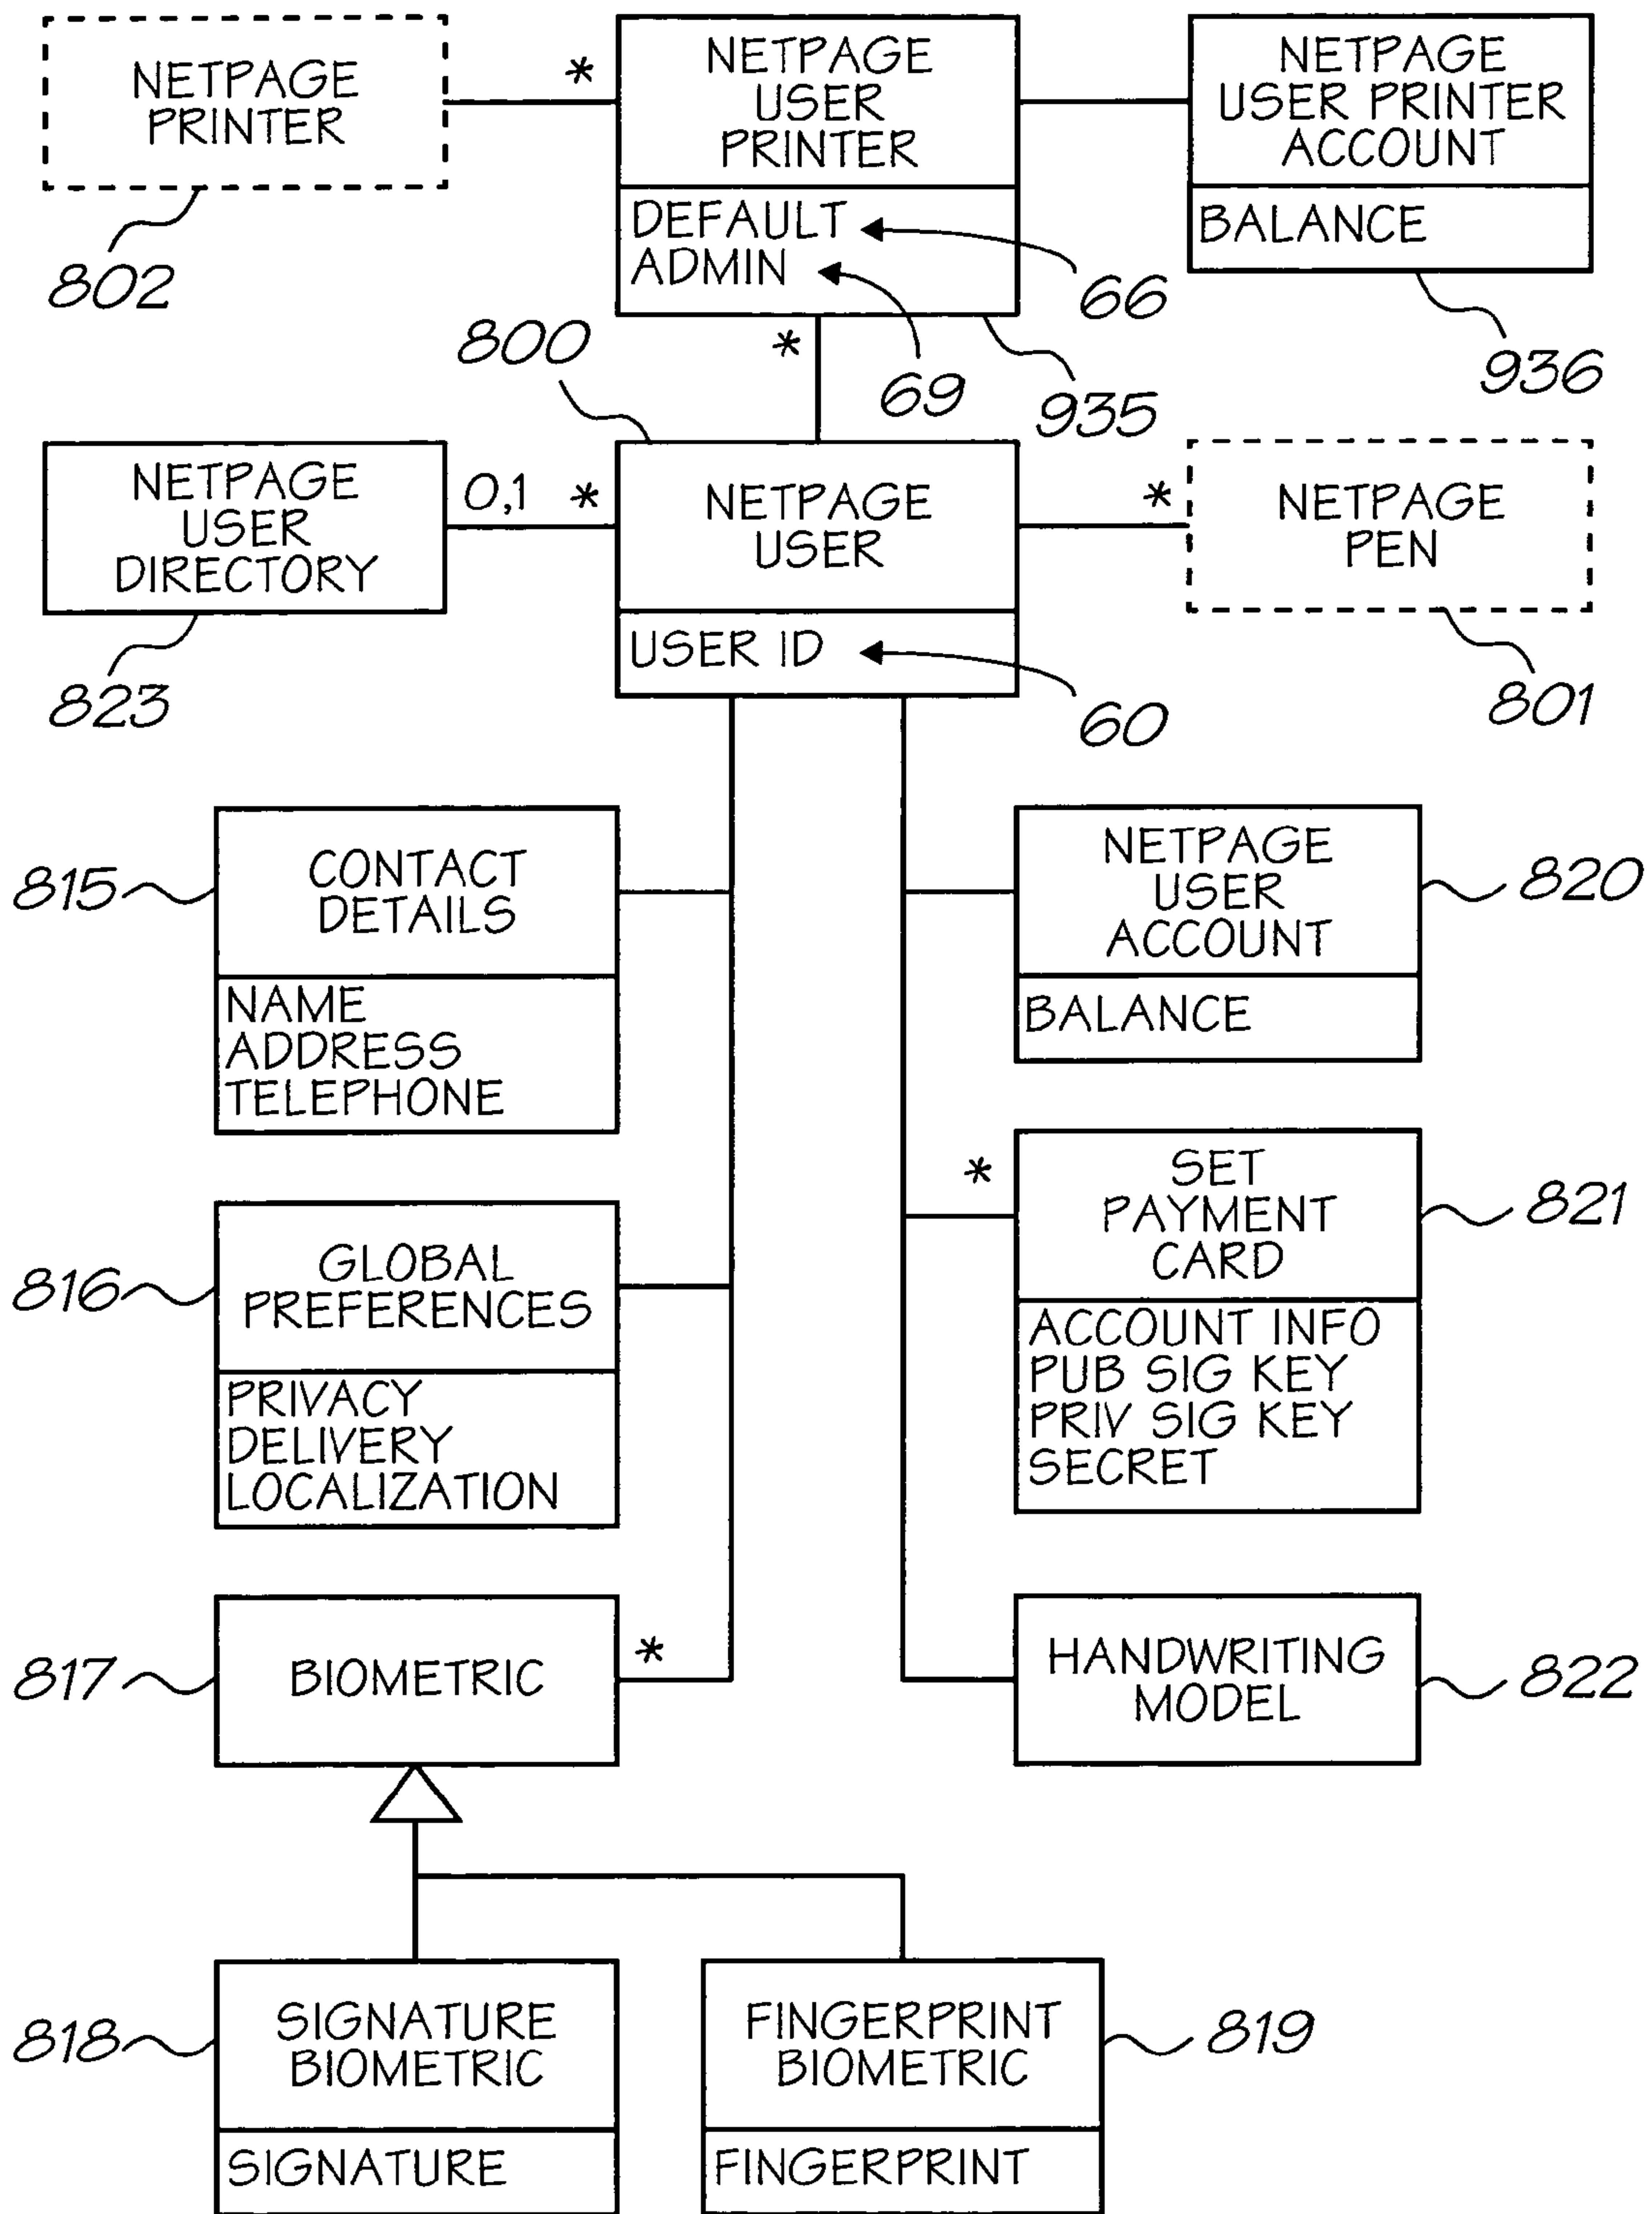 NETPAGE
PRINTER
802
*
NETPAGE
USER
PRINTER
DEFAULT
ADMIN
66
69
935
NETPAGE
USER PRINTER
ACCOUNT
BALANCE
936
*
800
NETPAGE
USER
DIRECTORY
823
0,1 *
NETPAGE
USER
USER ID
60
*
NETPAGE
PEN
801
815
CONTACT
DETAILS
NAME
ADDRESS
TELEPHONE
NETPAGE
USER
ACCOUNT
BALANCE
820
816
GLOBAL
PREFERENCES
PRIVACY
DELIVERY
LOCALIZATION
*
SET
PAYMENT
CARD
ACCOUNT INFO
PUB SIG KEY
PRIV SIG KEY
SECRET
821
817
BIOMETRIC
*
HANDWRITING
MODEL
822
818
SIGNATURE
BIOMETRIC
SIGNATURE
FINGERPRINT
BIOMETRIC
FINGERPRINT
819